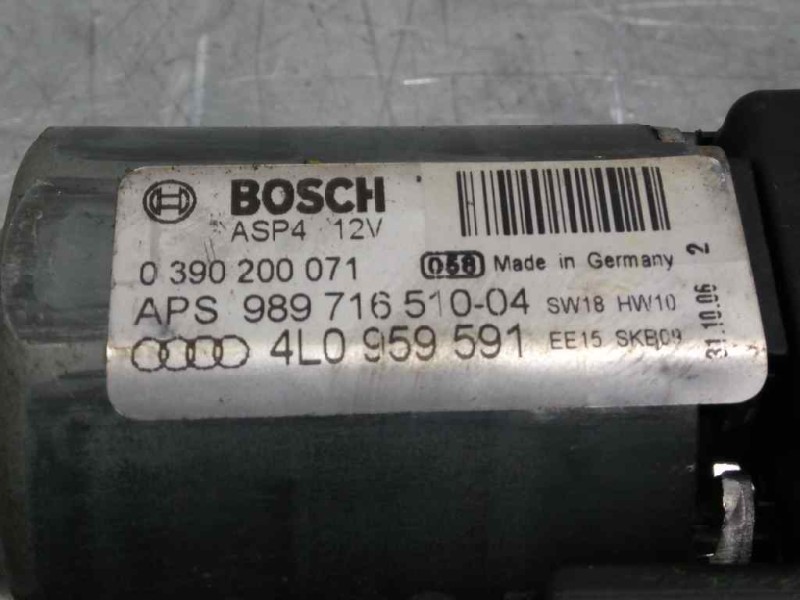 BOSCH
ASP4 12V
0 390 200 071 068 Made in Germany
APS 989 716 510-04 SW18 HW10
4L0 959 591 EE15 SKB09
31.10.06 2